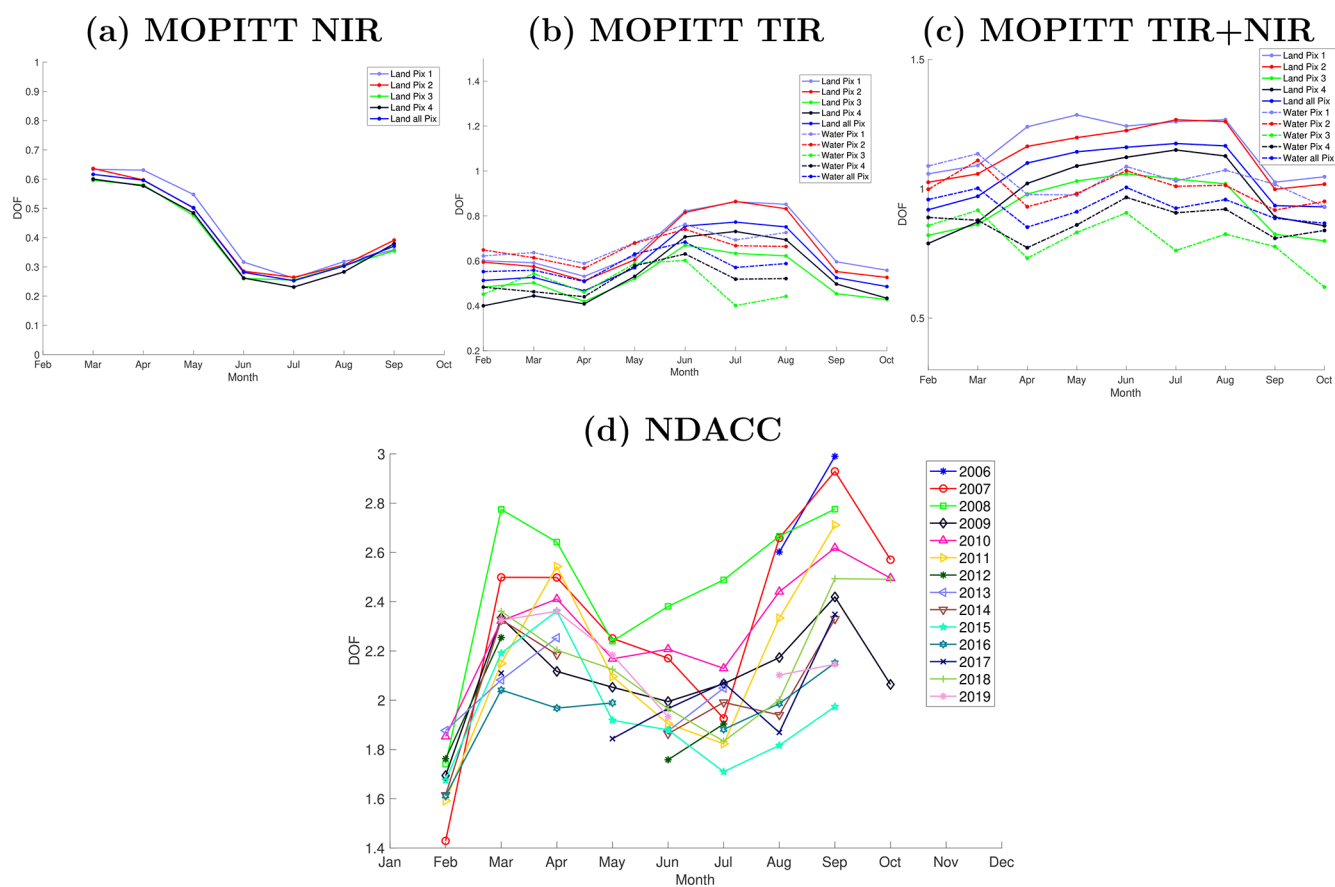 (a) MOPITT NIR
1
0.9
0.8
0.7
0.6
0.5
0.4
0.3
0.2
0.1
0
DOF
Feb Mar Apr May Jun Jul Aug Sep Oct
Month
Land Pix 1
Land Pix 2
Land Pix 3
Land Pix 4
Land all Pix
(b) MOPITT TIR
1.4
1.2
1
0.8
0.6
0.4
0.2
DOF
Feb Mar Apr May Jun Jul Aug Sep Oct
Month
Land Pix 1
Land Pix 2
Land Pix 3
Land Pix 4
Land all Pix
Water Pix 1
Water Pix 2
Water Pix 3
Water Pix 4
Water all Pix
(c) MOPITT TIR+NIR
1.5
1
0.5
DOF
Feb Mar Apr May Jun Jul Aug Sep Oct
Month
Land Pix 1
Land Pix 2
Land Pix 3
Land Pix 4
Land all Pix
Water Pix 1
Water Pix 2
Water Pix 3
Water Pix 4
Water all Pix
(d) NDACC
3
2.8
2.6
2.4
2.2
2
1.8
1.6
1.4
DOF
Jan Feb Mar Apr May Jun Jul Aug Sep Oct Nov Dec
Month
2006
2007
2008
2009
2010
2011
2012
2013
2014
2015
2016
2017
2018
2019